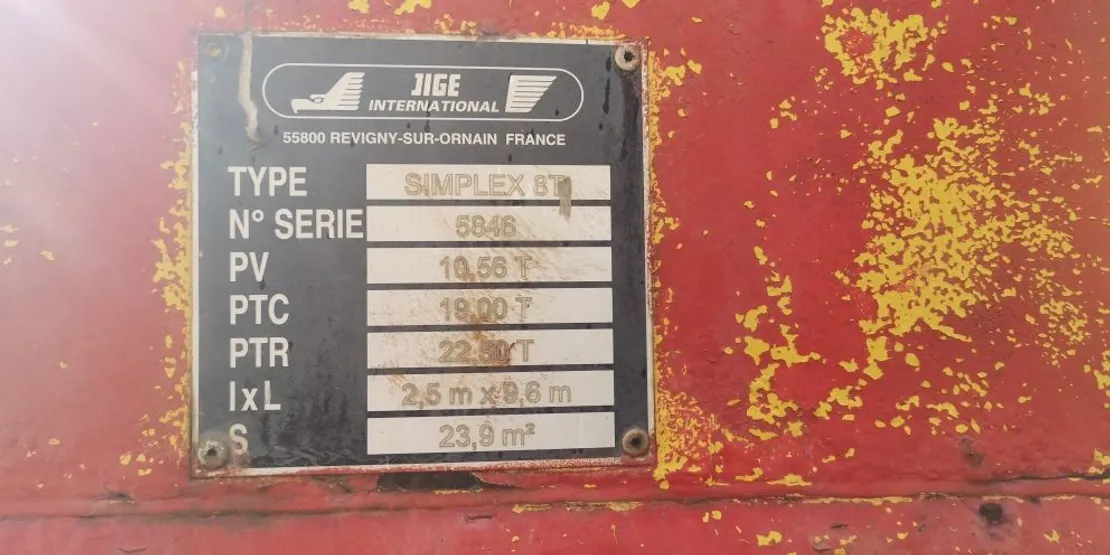 JIGE
INTERNATIONAL
55800 REVIGNY-SUR-ORNAIN FRANCE
TYPE SIMPLEX 8T
N° SERIE 5846
PV 10,56 T
PTC 19,00 T
PTR 22,50 T
lxL 2,5 m x 9,6 m
S 23,9 m²